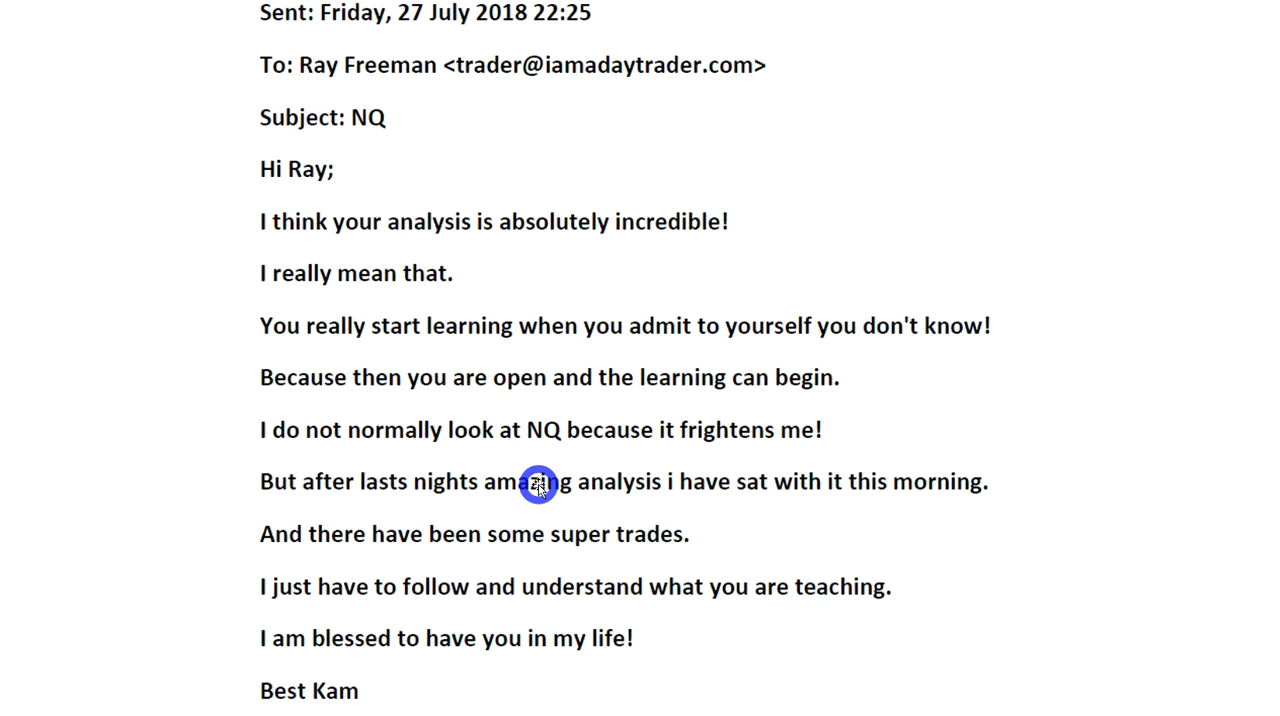 Sent: Friday, 27 July 2018 22:25
To: Ray Freeman <trader@iamadaytrader.com>
Subject: NQ
Hi Ray;
I think your analysis is absolutely incredible!
I really mean that.
You really start learning when you admit to yourself you don't know!
Because then you are open and the learning can begin.
I do not normally look at NQ because it frightens me!
But after lasts nights amazing analysis i have sat with it this morning.
And there have been some super trades.
I just have to follow and understand what you are teaching.
I am blessed to have you in my life!
Best Kam